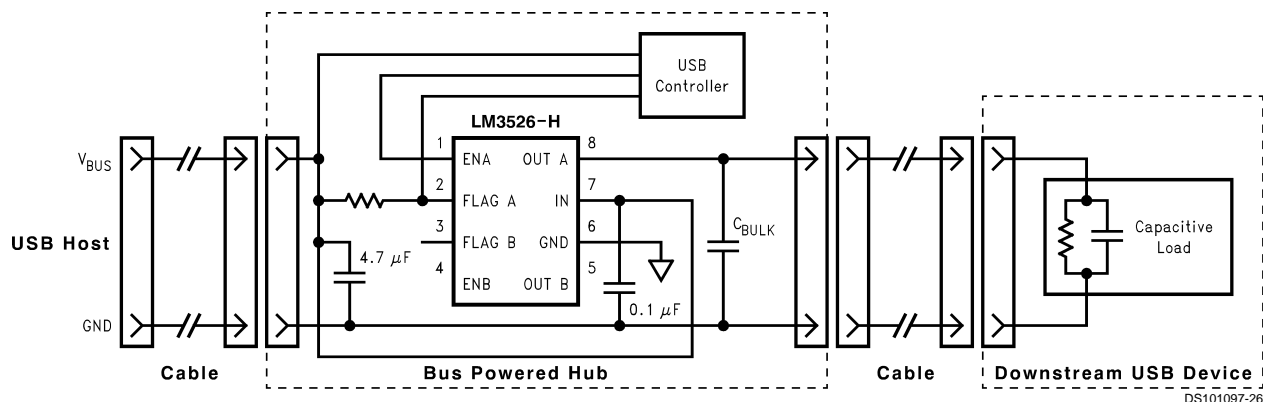 USB
Controller
LM3526-H
1
ENA
OUT A
8
2
FLAG A
IN
7
3
FLAG B
GND
6
4
ENB
OUT B
5
VBUS
USB Host
GND
4.7 μF
0.1 μF
CBULK
Capacitive
Load
Cable
Bus Powered Hub
Cable
Downstream USB Device
DS101097-26